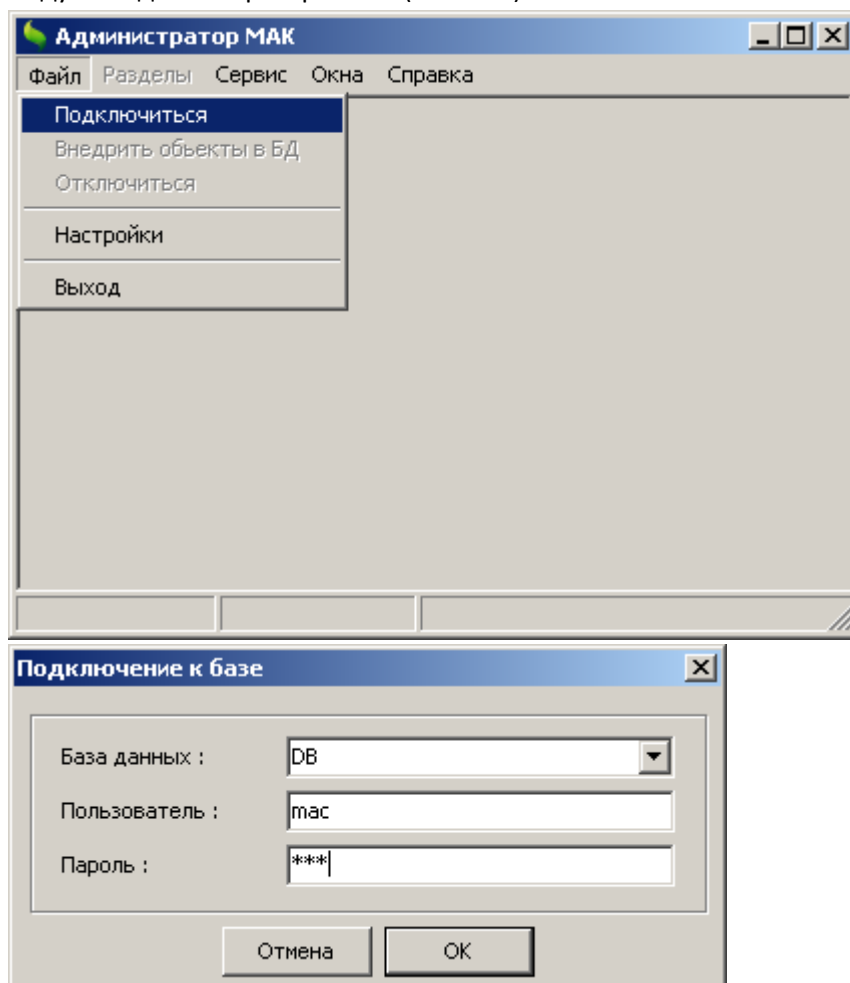 Администратор МАК
Файл Разделы Сервис Окна Справка
Подключиться
Внедрить обьекты в БД
Отключиться
Настройки
Выход
Подключение к базе
База данных : DB
Пользователь : mac
Пароль : ***
Отмена OK